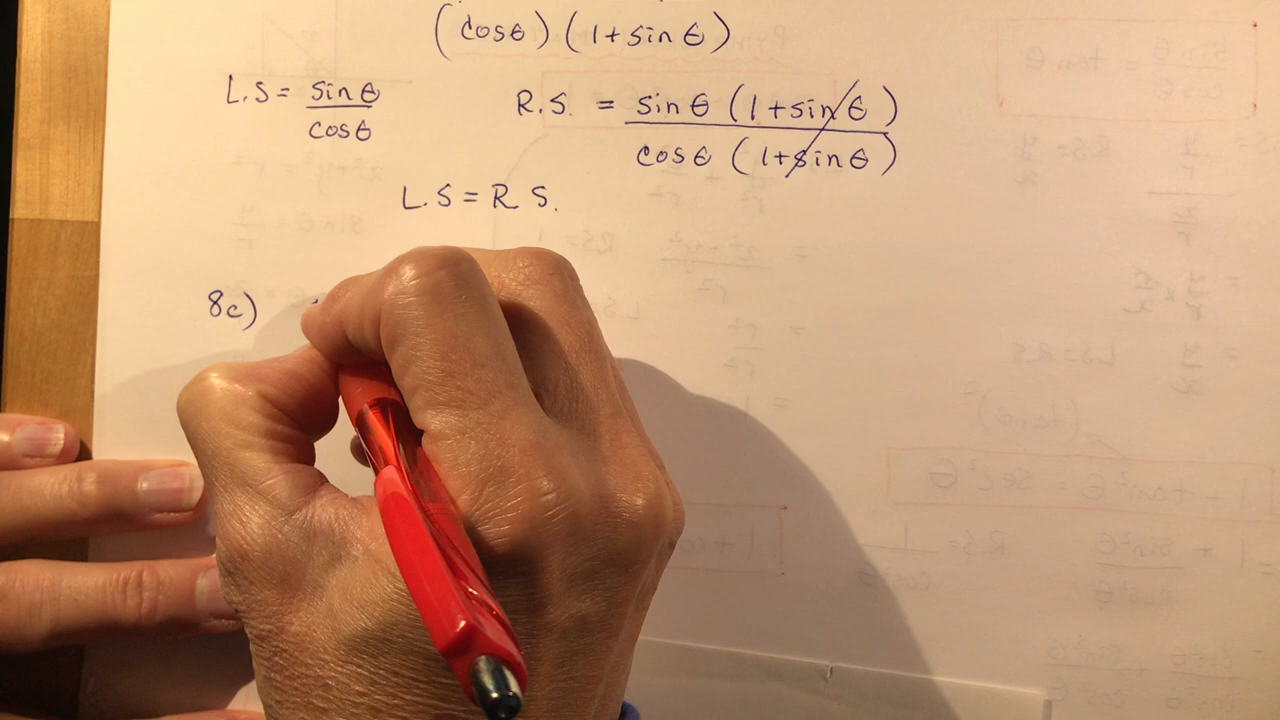 (cosθ) (1+sinθ)
L.S = sinθ / cosθ
R.S. = sinθ (1+sinθ) / cosθ (1+sinθ)
L.S = R S.
8c)